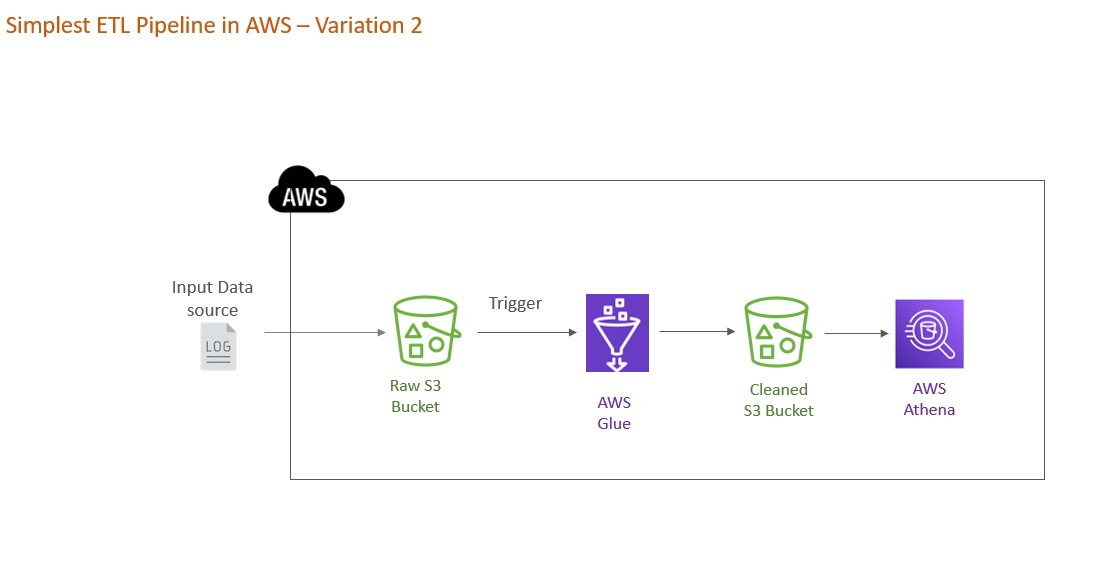 Simplest ETL Pipeline in AWS – Variation 2
AWS
Input Data
source
LOG
Trigger
Raw S3
Bucket
AWS
Glue
Cleaned
S3 Bucket
AWS
Athena